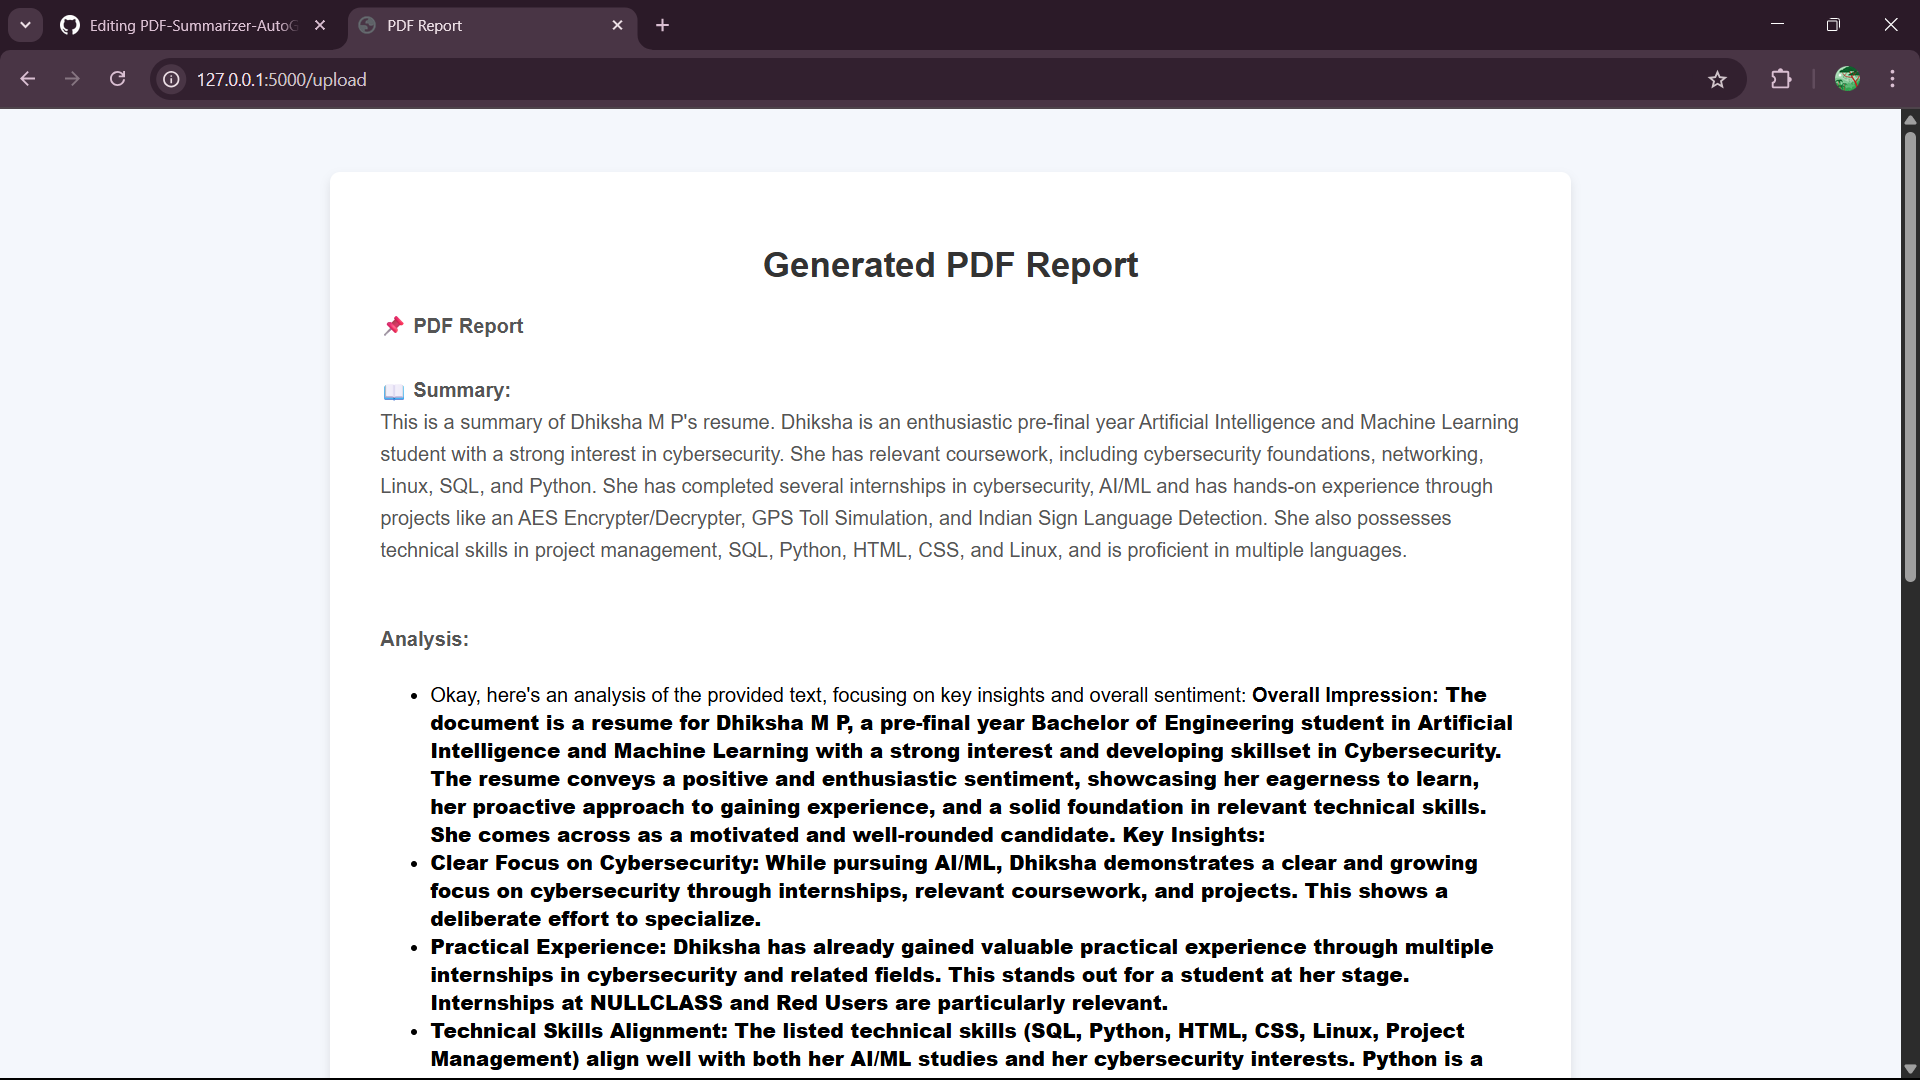 Editing PDF-Summarizer-AutoG
PDF Report
127.0.0.1:5000/upload
Generated PDF Report
📌 PDF Report
📖 Summary:
This is a summary of Dhiksha M P's resume. Dhiksha is an enthusiastic pre-final year Artificial Intelligence and Machine Learning
student with a strong interest in cybersecurity. She has relevant coursework, including cybersecurity foundations, networking,
Linux, SQL, and Python. She has completed several internships in cybersecurity, AI/ML and has hands-on experience through
projects like an AES Encrypter/Decrypter, GPS Toll Simulation, and Indian Sign Language Detection. She also possesses
technical skills in project management, SQL, Python, HTML, CSS, and Linux, and is proficient in multiple languages.
Analysis:
• Okay, here's an analysis of the provided text, focusing on key insights and overall sentiment: Overall Impression: The
document is a resume for Dhiksha M P, a pre-final year Bachelor of Engineering student in Artificial
Intelligence and Machine Learning with a strong interest and developing skillset in Cybersecurity.
The resume conveys a positive and enthusiastic sentiment, showcasing her eagerness to learn,
her proactive approach to gaining experience, and a solid foundation in relevant technical skills.
She comes across as a motivated and well-rounded candidate. Key Insights:
• Clear Focus on Cybersecurity: While pursuing AI/ML, Dhiksha demonstrates a clear and growing
focus on cybersecurity through internships, relevant coursework, and projects. This shows a
deliberate effort to specialize.
• Practical Experience: Dhiksha has already gained valuable practical experience through multiple
internships in cybersecurity and related fields. This stands out for a student at her stage.
Internships at NULLCLASS and Red Users are particularly relevant.
• Technical Skills Alignment: The listed technical skills (SQL, Python, HTML, CSS, Linux, Project
Management) align well with both her AI/ML studies and her cybersecurity interests. Python is a